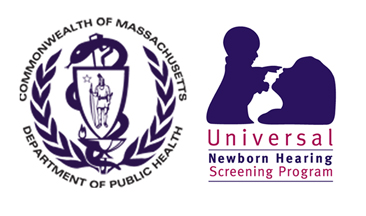 COMMONWEALTH OF MASSACHUSETTS
DEPARTMENT OF PUBLIC HEALTH
Universal
Newborn Hearing
Screening Program